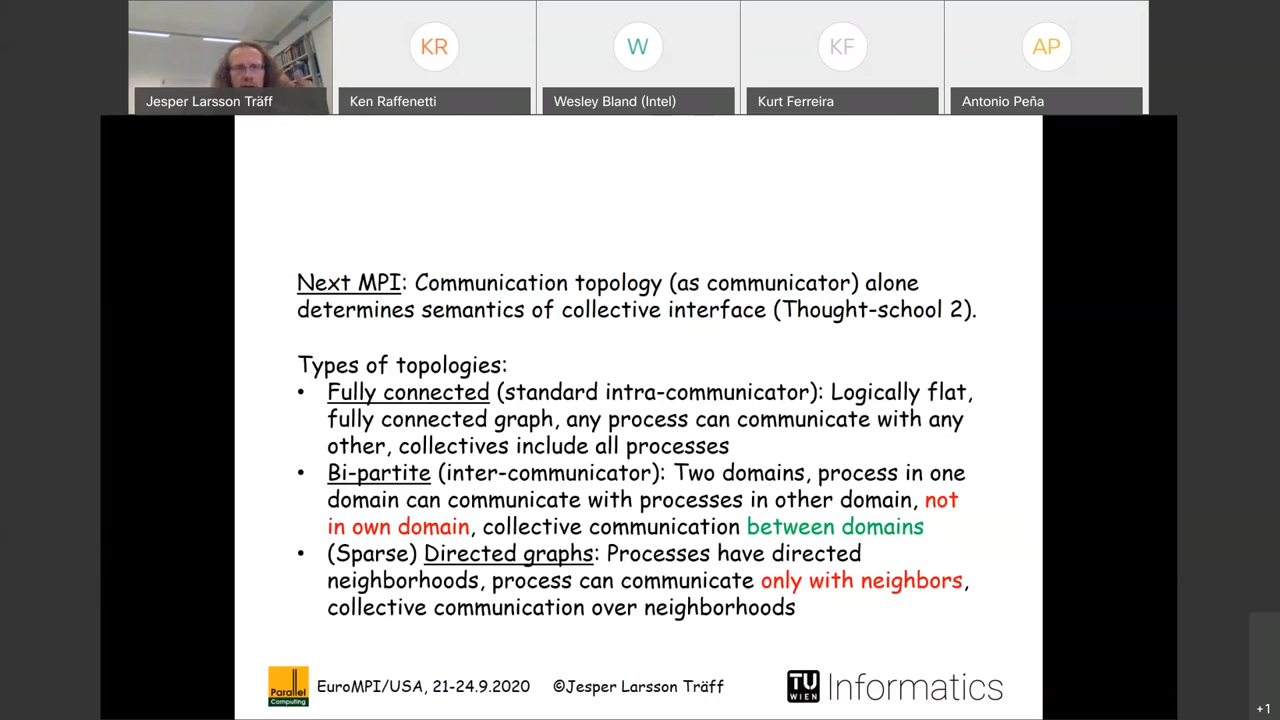 KR
W
KF
AP
Jesper Larsson Träff
Ken Raffenetti
Wesley Bland (Intel)
Kurt Ferreira
Antonio Peña
Next MPI: Communication topology (as communicator) alone
determines semantics of collective interface (Thought-school 2).
Types of topologies:
• Fully connected (standard intra-communicator): Logically flat,
fully connected graph, any process can communicate with any
other, collectives include all processes
• Bi-partite (inter-communicator): Two domains, process in one
domain can communicate with processes in other domain, not
in own domain, collective communication between domains
• (Sparse) Directed graphs: Processes have directed
neighborhoods, process can communicate only with neighbors,
collective communication over neighborhoods
Parallel
Computing
EuroMPI/USA, 21-24.9.2020 ©Jesper Larsson Träff
TU
WIEN
Informatics
+1